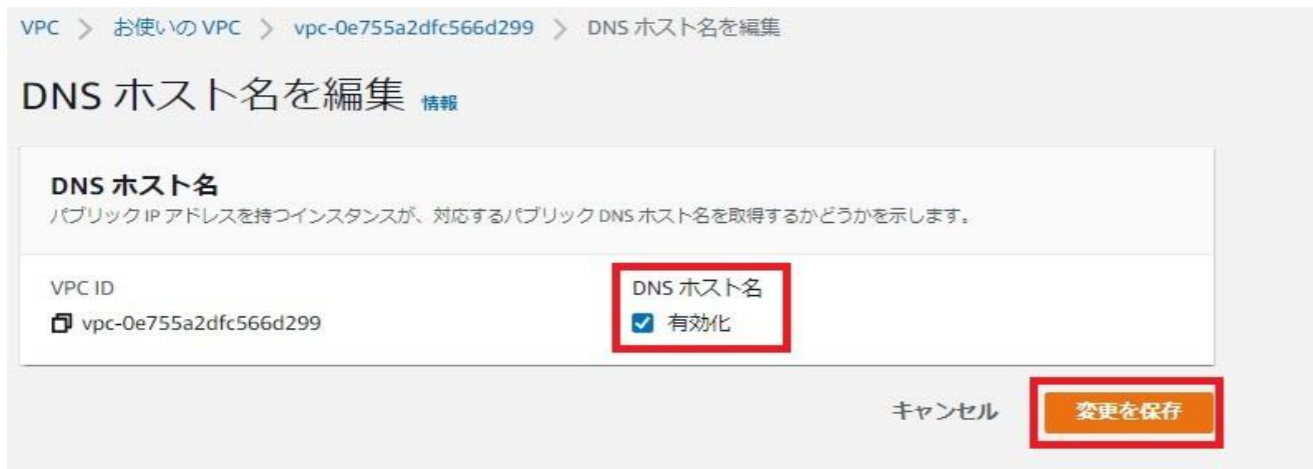 VPC > お使いの VPC > vpc-0e755a2dfc566d299 > DNS ホスト名を編集
DNS ホスト名を編集 情報
DNS ホスト名
パブリック IP アドレスを持つインスタンスが、対応するパブリック DNS ホスト名を取得するかどうかを示します。
VPC ID
DNS ホスト名
vpc-0e755a2dfc566d299
有効化
キャンセル
変更を保存